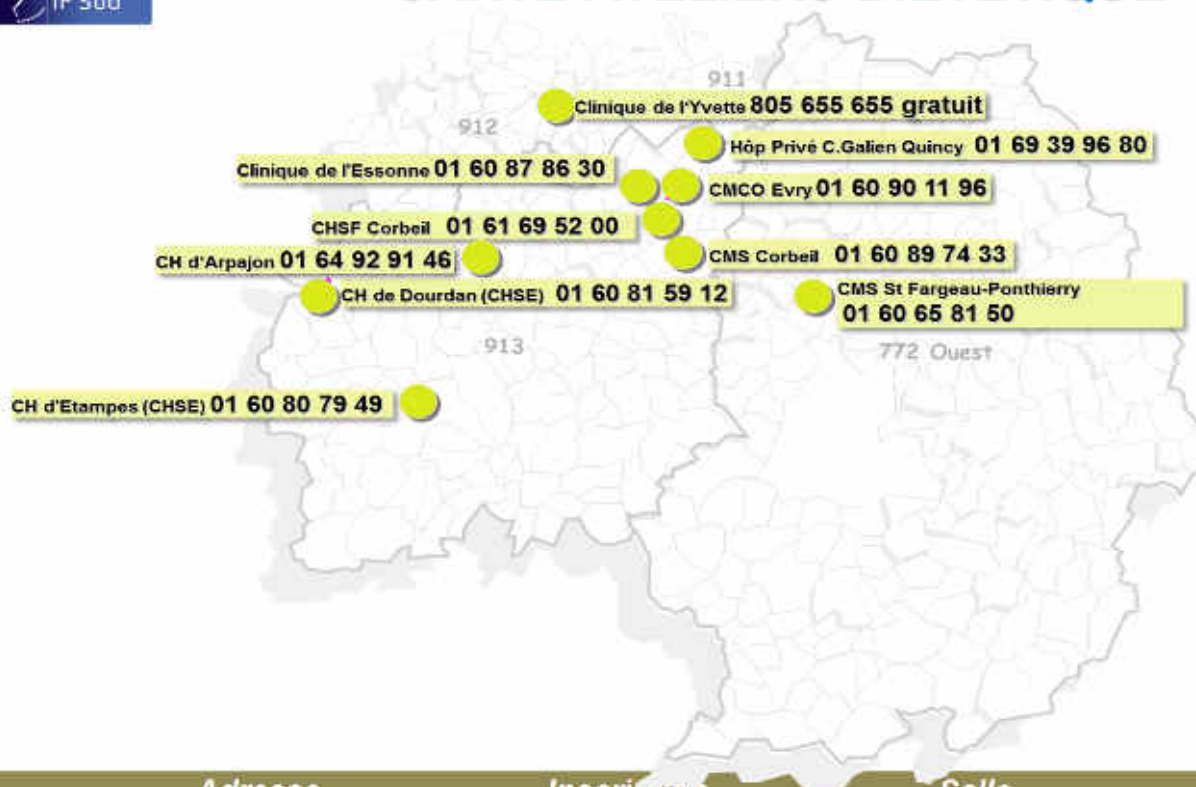 IF Sud
911
Clinique de l'Yvette 805 655 655 gratuit
912
Hôp Privé C.Galien Quincy 01 69 39 96 80
Clinique de l'Essonne 01 60 87 86 30
CMCO Evry 01 60 90 11 96
CHSF Corbeil 01 61 69 52 00
CH d'Arpajon 01 64 92 91 46
CMS Corbeil 01 60 89 74 33
CH de Dourdan (CHSE) 01 60 81 59 12
CMS St Fargeau-Ponthierry
01 60 65 81 50
913
772 Ouest
CH d'Etampes (CHSE) 01 60 80 79 49